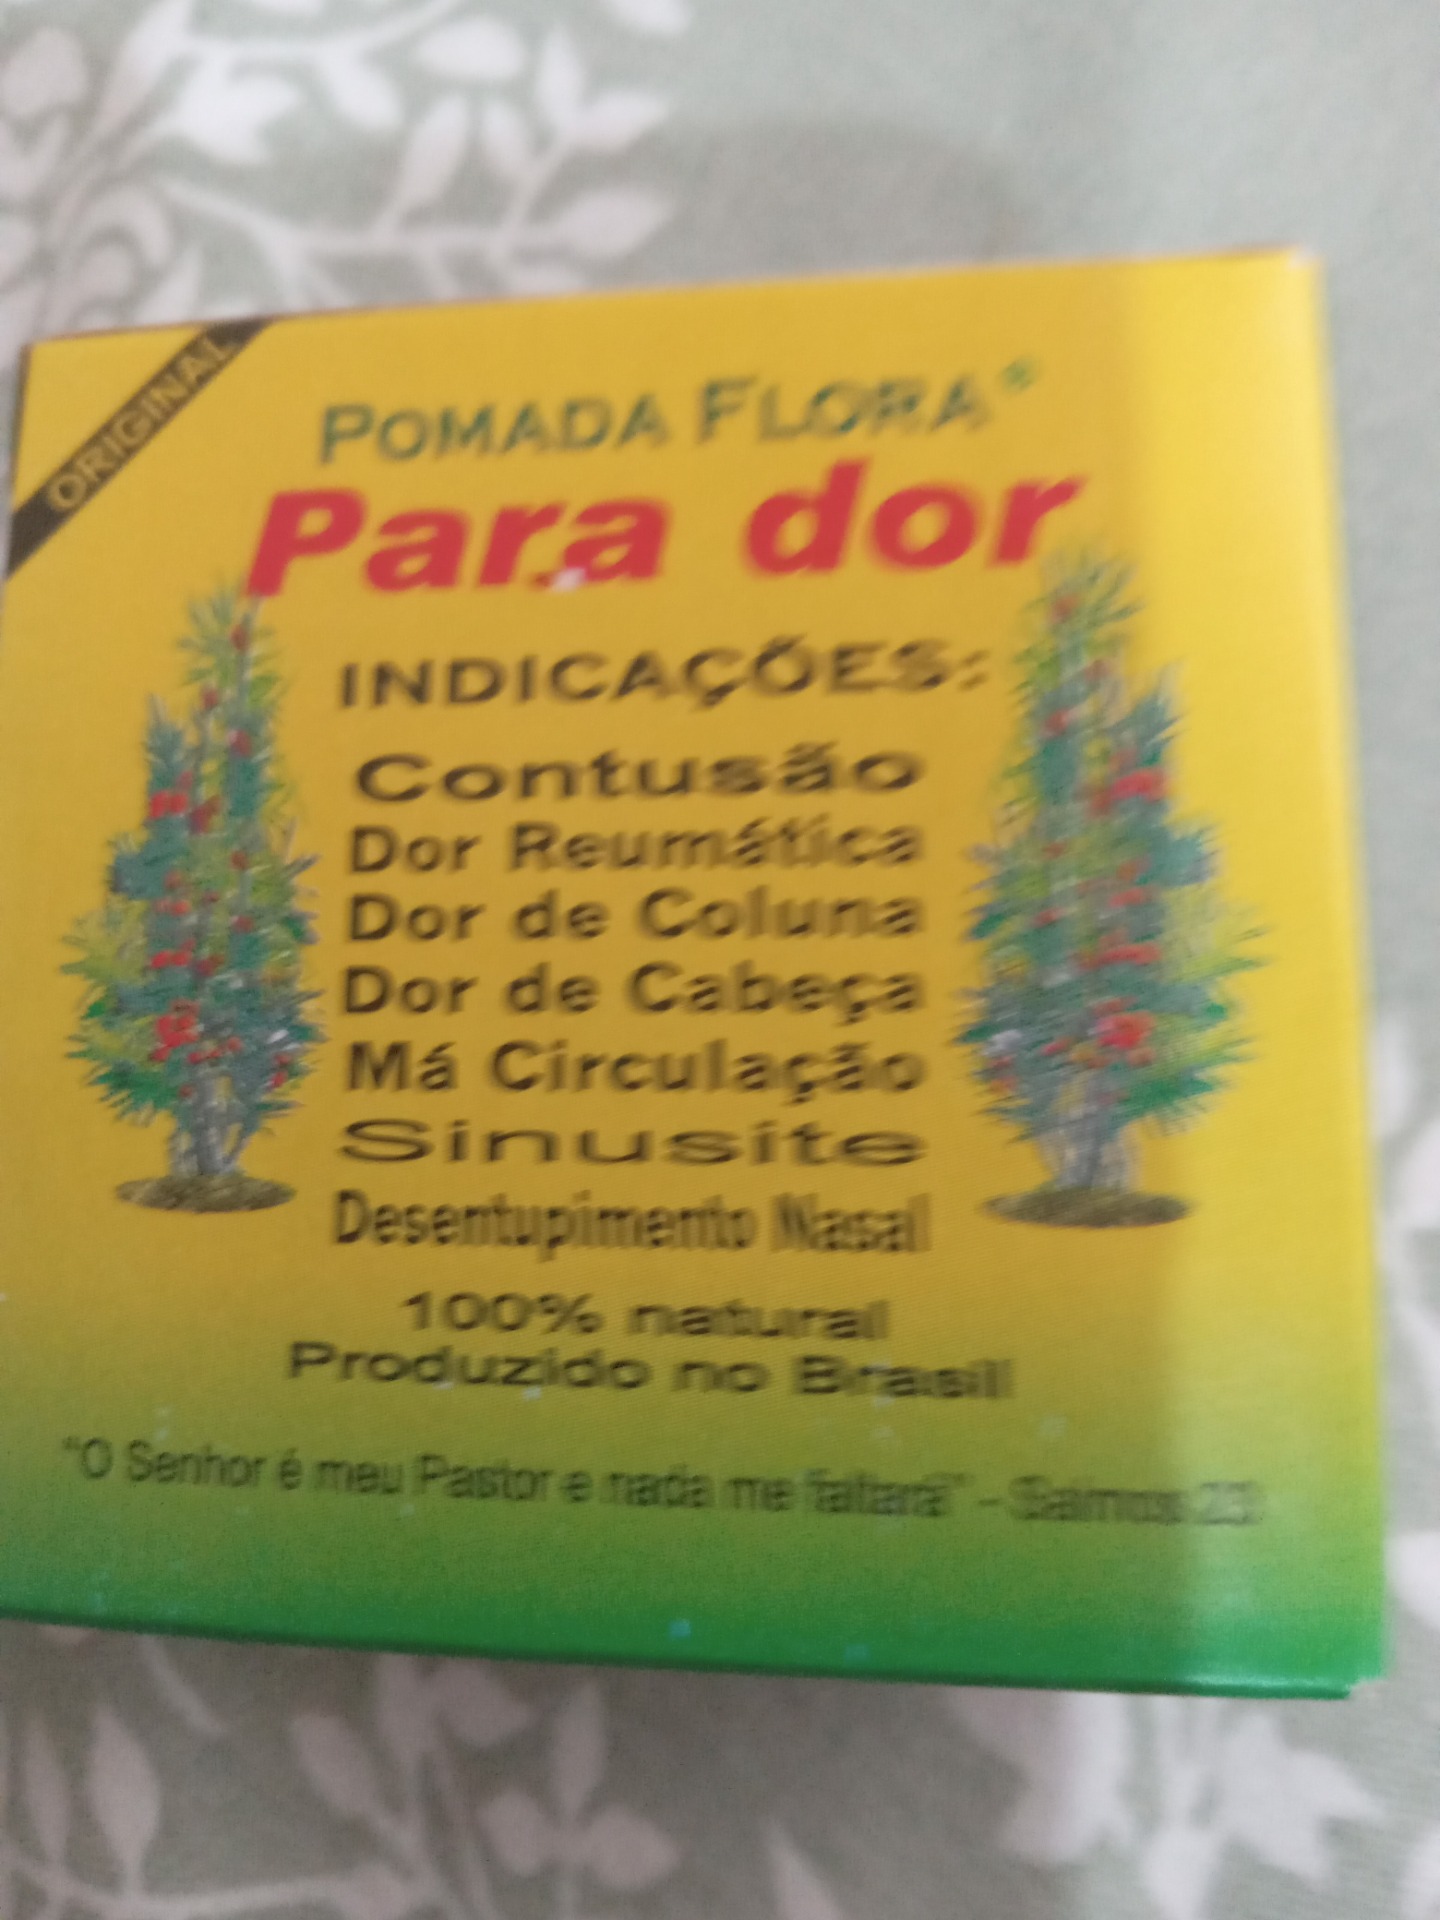 ORIGINAL
POMADA FLORA®
Para dor
INDICAÇÕES:
Contusão
Dor Reumática
Dor de Coluna
Dor de Cabeça
Má Circulação
Sinusite
Desentupimento Nasal
100% natural
Produzido no Brasil
"O Senhor é meu Pastor e nada me faltará" - Salmos 23